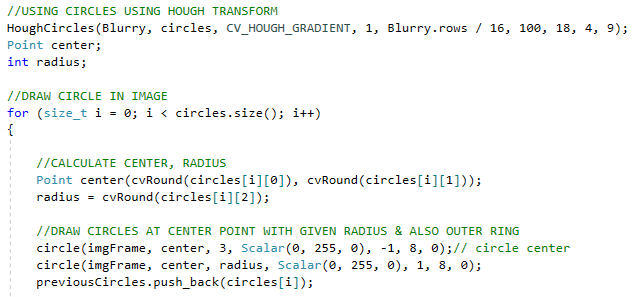 //USING CIRCLES USING HOUGH TRANSFORM
HoughCircles(Blurry, circles, CV_HOUGH_GRADIENT, 1, Blurry.rows / 16, 100, 18, 4, 9);
Point center;
int radius;

//DRAW CIRCLE IN IMAGE
for (size_t i = 0; i < circles.size(); i++)
{

    //CALCULATE CENTER, RADIUS
    Point center(cvRound(circles[i][0]), cvRound(circles[i][1]));
    radius = cvRound(circles[i][2]);

    //DRAW CIRCLES AT CENTER POINT WITH GIVEN RADIUS & ALSO OUTER RING
    circle(imgFrame, center, 3, Scalar(0, 255, 0), -1, 8, 0);// circle center
    circle(imgFrame, center, radius, Scalar(0, 255, 0), 1, 8, 0);
    previousCircles.push_back(circles[i]);